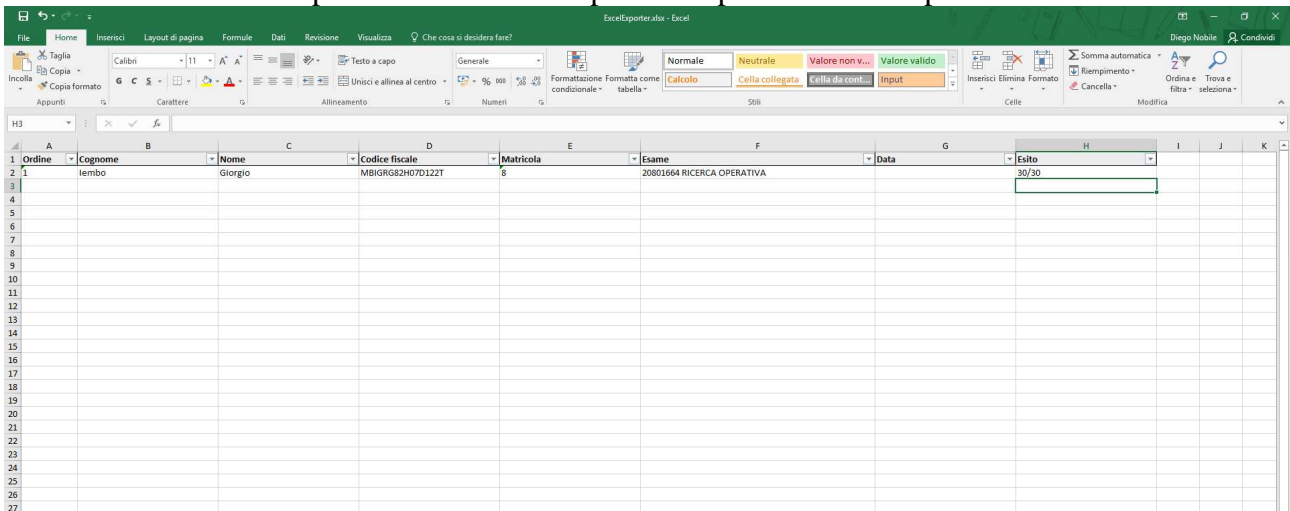 ExcelExporter.xlsx - Excel
Diego Nobile Condividi
File Home Inserisci Layout di pagina Formule Dati Revisione Visualizza Che cosa si desidera fare?
Incolla
Taglia
Copia
Copia formato
Appunti
Calibri 11 A A
G C S A
Carattere
Testo a capo
Unisci e allinea al centro
Allineamento
Generale
% 000
Numeri
Formattazione condizionale
Formatta come tabella
Normale Neutrale Valore non v... Valore valido
Calcolo Cella collegata Cella da cont... Input
Stili
Inserisci Elimina Formato
Celle
Somma automatica
Riempimento
Cancella
Ordina e filtra
Trova e seleziona
Modifica
H3 fx
A B C D E F G H I J K
1 Ordine Cognome Nome Codice fiscale Matricola Esame Data Esito
2 1 Iembo Giorgio MBIGRG82H07D122T 8 20801664 RICERCA OPERATIVA 30/30
3
4
5
6
7
8
9
10
11
12
13
14
15
16
17
18
19
20
21
22
23
24
25
26
27